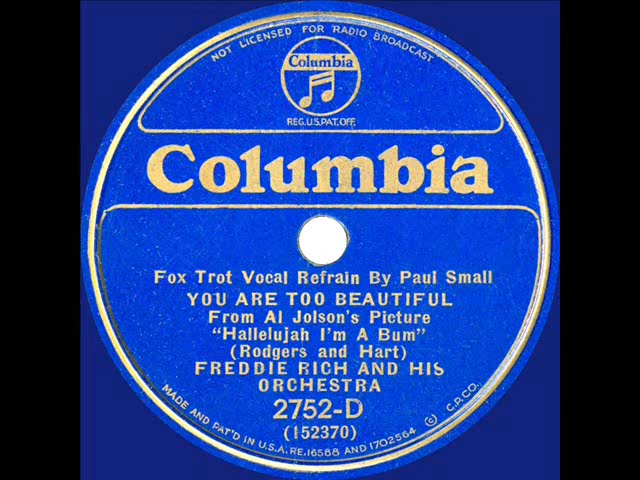 NOT LICENSED FOR RADIO BROADCAST
Columbia
REG. U.S. PAT. OFF.
Columbia
Fox Trot Vocal Refrain By Paul Small
YOU ARE TOO BEAUTIFUL
From Al Jolson's Picture
"Hallelujah I'm A Bum"
(Rodgers and Hart)
FREDDIE RICH AND HIS
ORCHESTRA
2752-D
(152370)
MADE AND PAT'D IN U.S.A. RE. 16588 AND 1702564 © C.P.CO.